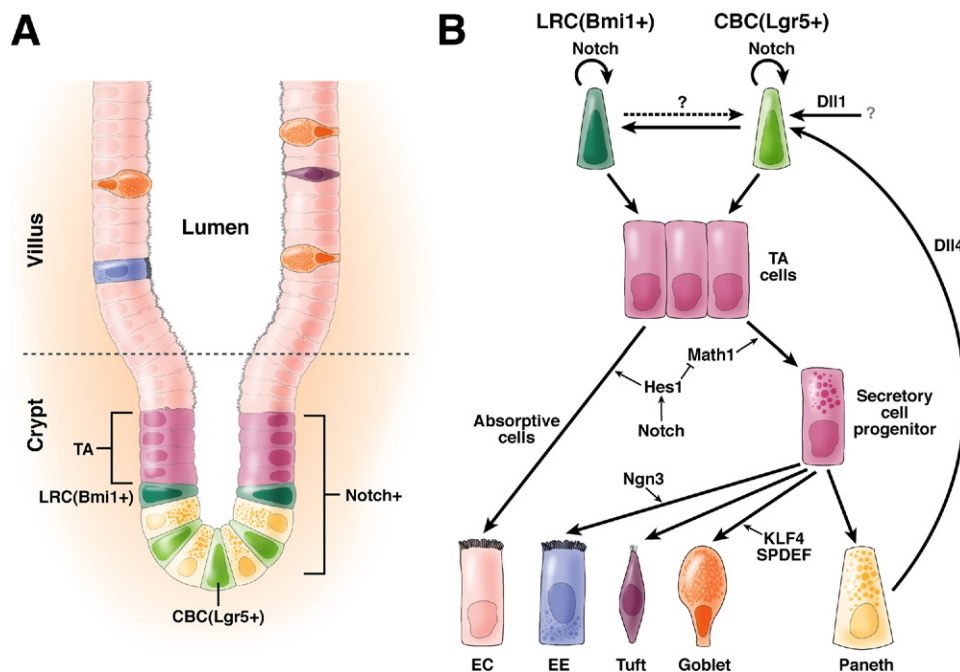 A
Villus
Crypt
Lumen
TA
LRC(Bmi1+)
Notch+
CBC(Lgr5+)
B
LRC(Bmi1+)
CBC(Lgr5+)
Notch
Notch
?
Dll1
?
Dll4
TA
cells
Math1
Hes1
Notch
Absorptive
cells
Secretory
cell
progenitor
Ngn3
KLF4
SPDEF
EC
EE
Tuft
Goblet
Paneth